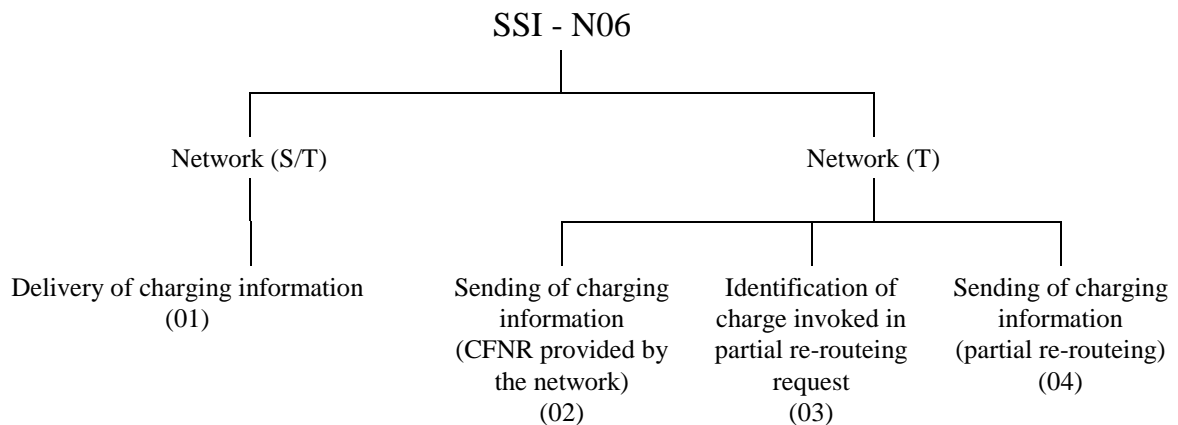 SSI - N06
Network (S/T)
Network (T)
Delivery of charging information
(01)
Sending of charging
information
(CFNR provided by
the network)
(02)
Identification of
charge invoked in
partial re-routeing
request
(03)
Sending of charging
information
(partial re-routeing)
(04)